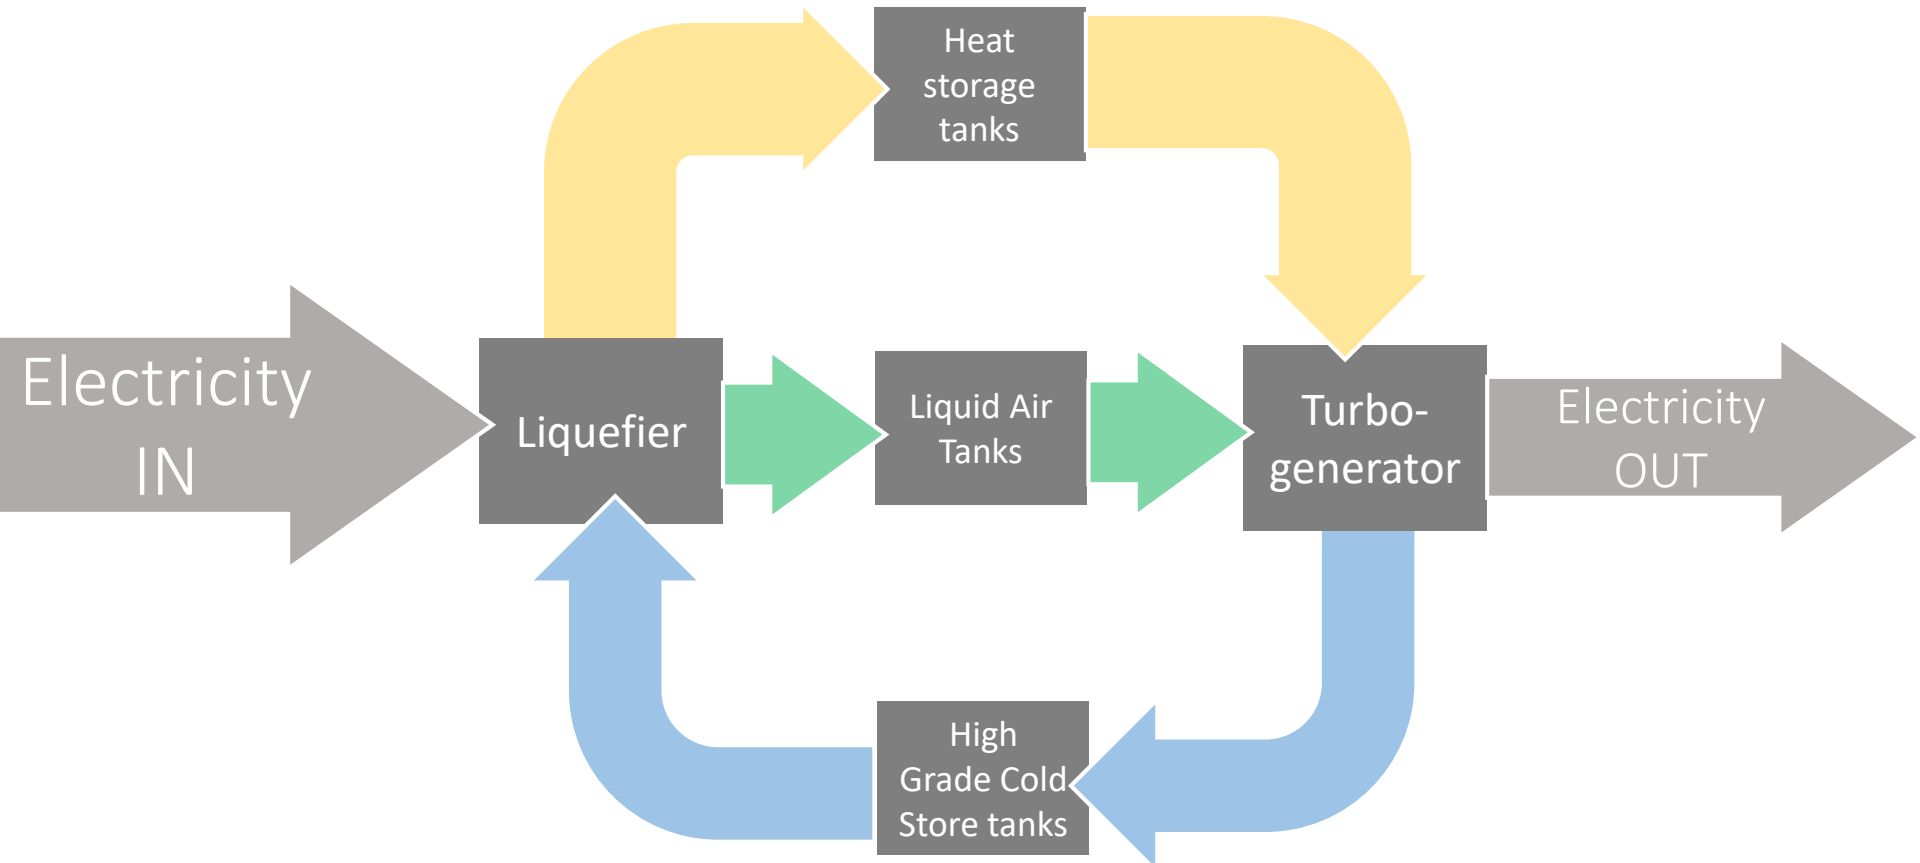 Heat
storage
tanks
Electricity
IN
Liquefier
Liquid Air
Tanks
Turbo-
generator
Electricity
OUT
High
Grade Cold
Store tanks